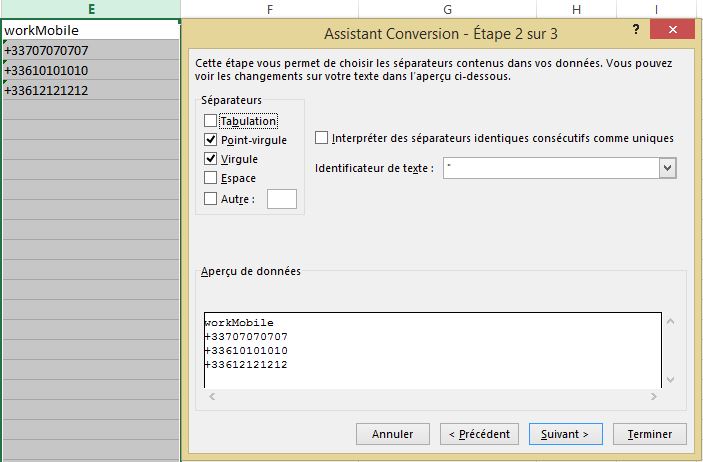 E
F
G
H
I
workMobile
+33707070707
+33610101010
+33612121212
Assistant Conversion - Étape 2 sur 3
?
×
Cette étape vous permet de choisir les séparateurs contenus dans vos données. Vous pouvez
voir les changements sur votre texte dans l'aperçu ci-dessous.
Séparateurs
Tabulation
Point-virgule
Virgule
Espace
Autre :
Interpréter des séparateurs identiques consécutifs comme uniques
Identificateur de texte : "
Aperçu de données
workMobile
+33707070707
+33610101010
+33612121212
Annuler
< Précédent
Suivant >
Terminer